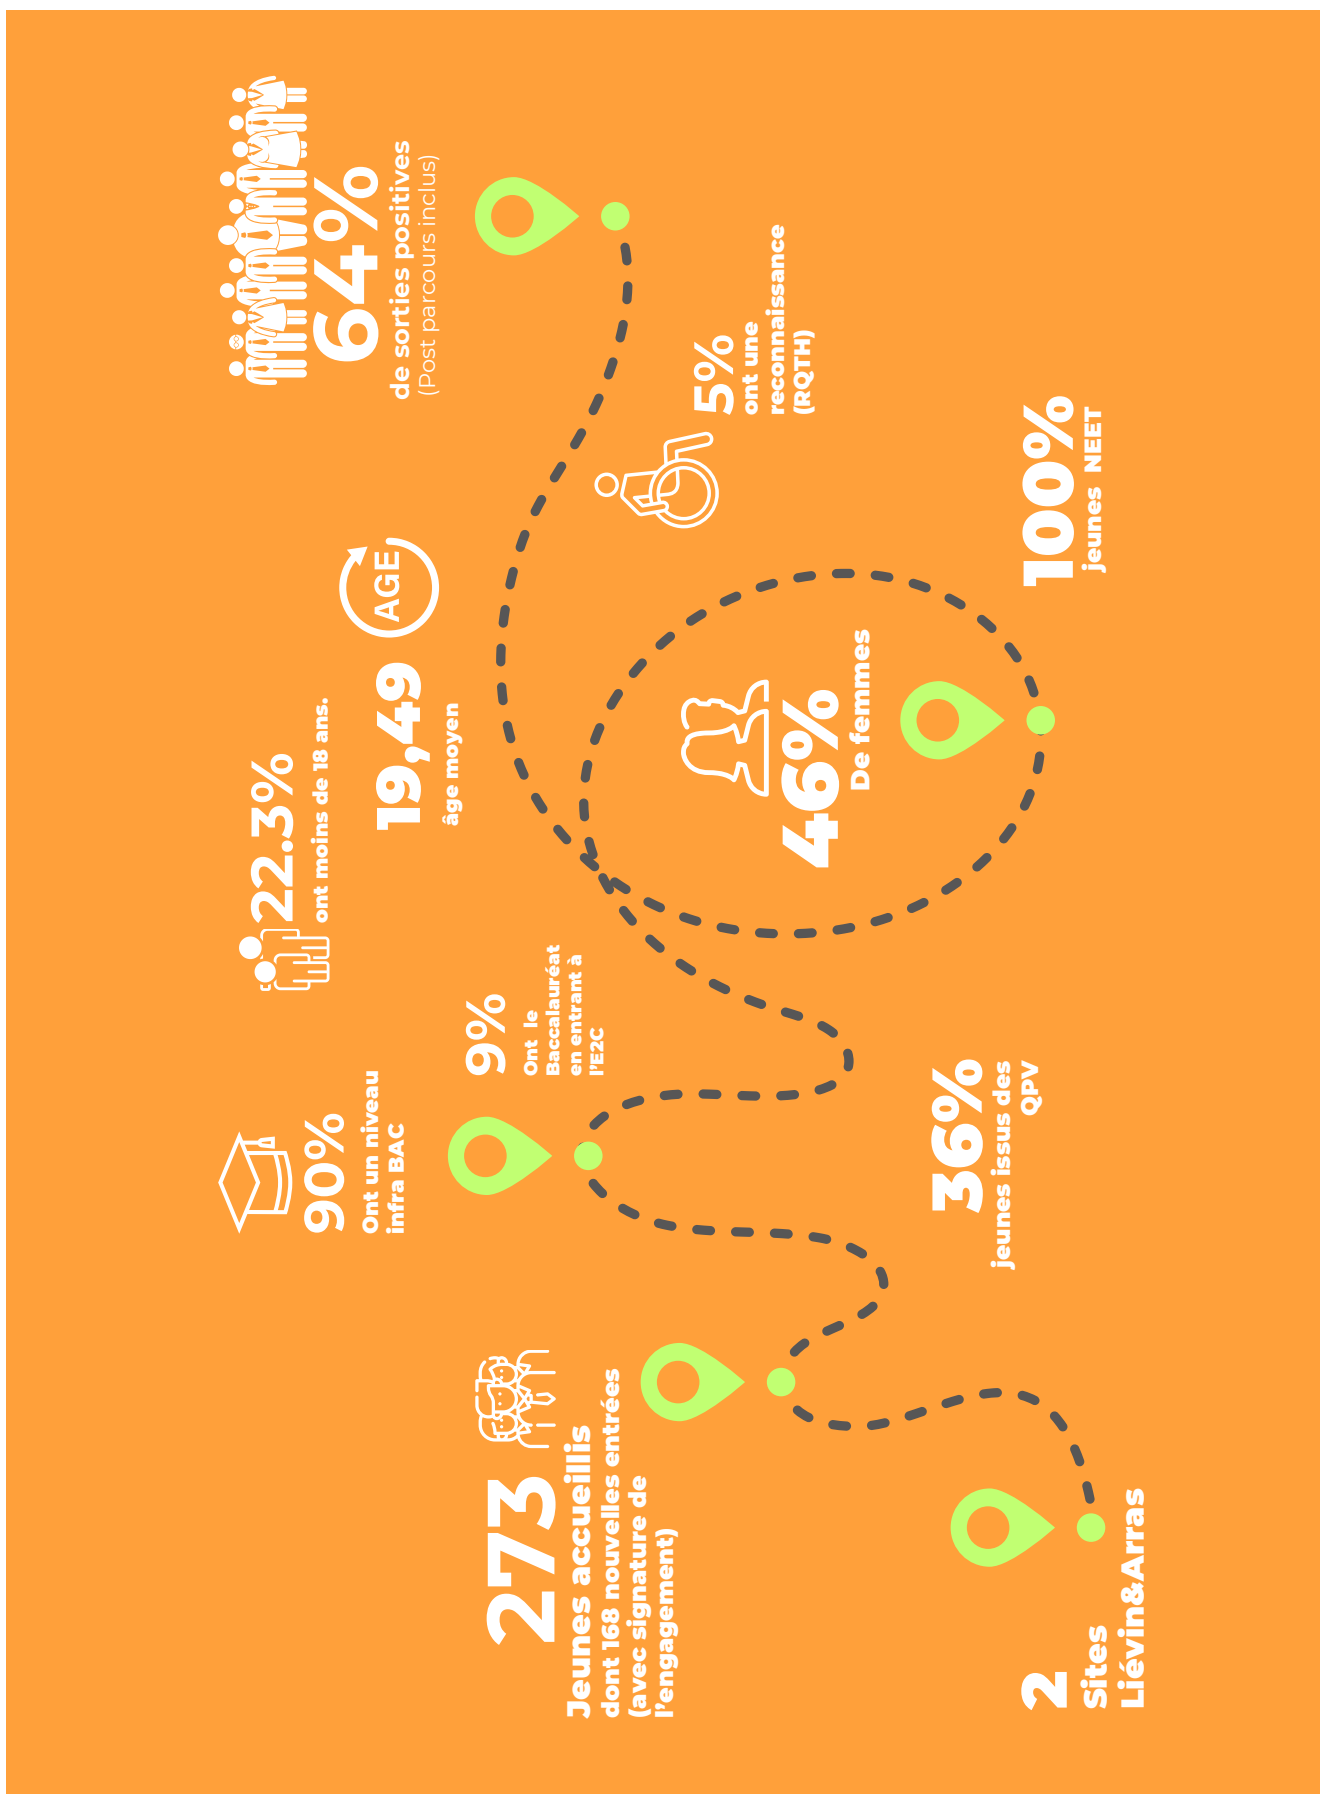 2
Sites
Liévin&Arras
273
Jeunes accueillis
dont 168 nouvelles entrées
(avec signature de
l'engagement)
90%
Ont un niveau
infra BAC
9%
Ont le
Baccalauréat
en entrant à
l'E2C
36%
jeunes issus des
QPV
22.3%
ont moins de 18 ans.
19,49
âge moyen
AGE
46%
De femmes
100%
jeunes NEET
5%
ont une
reconnaissance
(RQTH)
64%
de sorties positives
(Post parcours inclus)